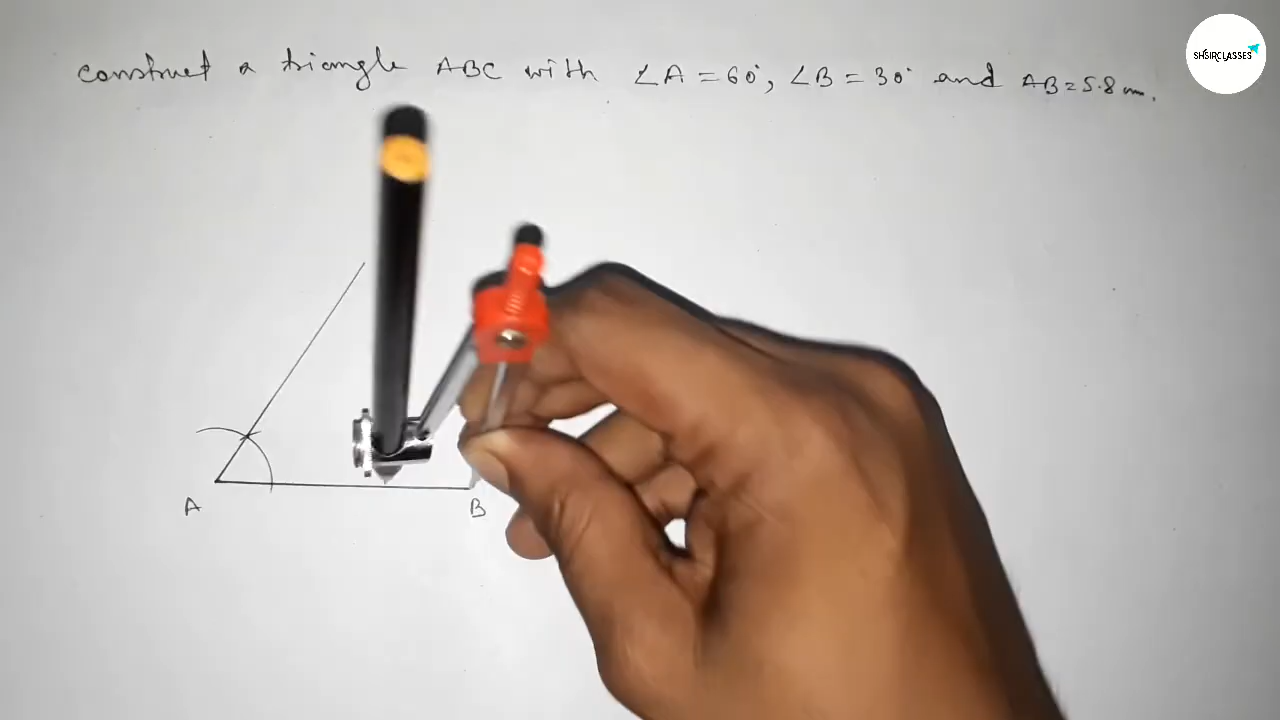 construct a triangle ABC with ∠A = 60°, ∠B = 30° and AB = 5.8 cm.
SHSIRCLASSES
A
B